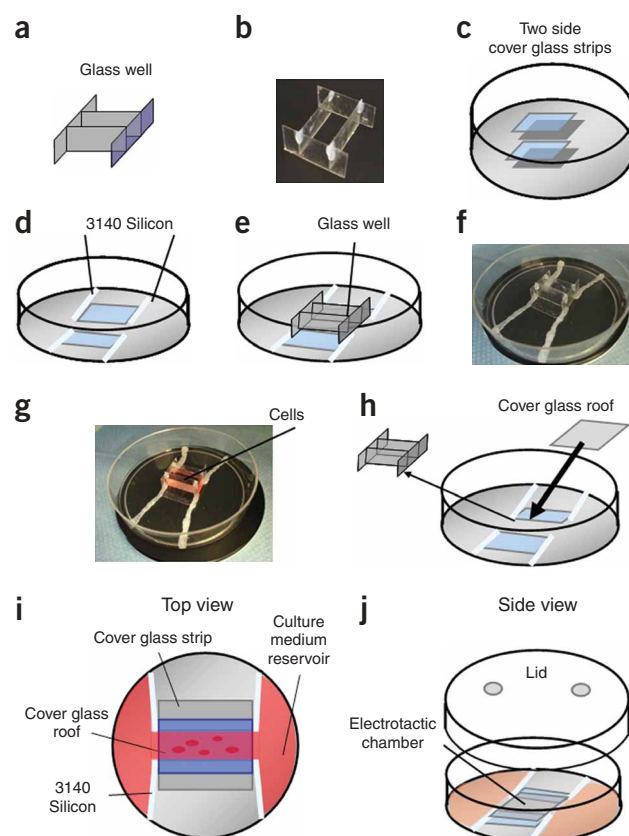 a
Glass well
b
c
Two side
cover glass strips
d
3140 Silicon
e
Glass well
f
g
Cells
h
Cover glass roof
i
Top view
Cover glass strip
Culture
medium
reservoir
Cover glass
roof
3140
Silicon
j
Side view
Lid
Electrotactic
chamber